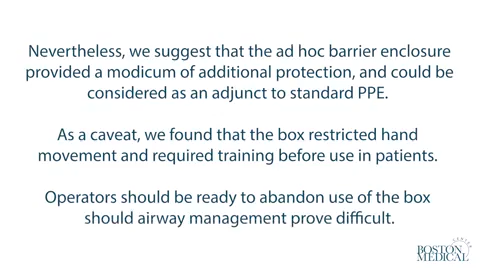 Nevertheless, we suggest that the ad hoc barrier enclosure
provided a modicum of additional protection, and could be
considered as an adjunct to standard PPE.
As a caveat, we found that the box restricted hand
movement and required training before use in patients.
Operators should be ready to abandon use of the box
should airway management prove difficult.
CENTER
BOSTON
MEDICAL